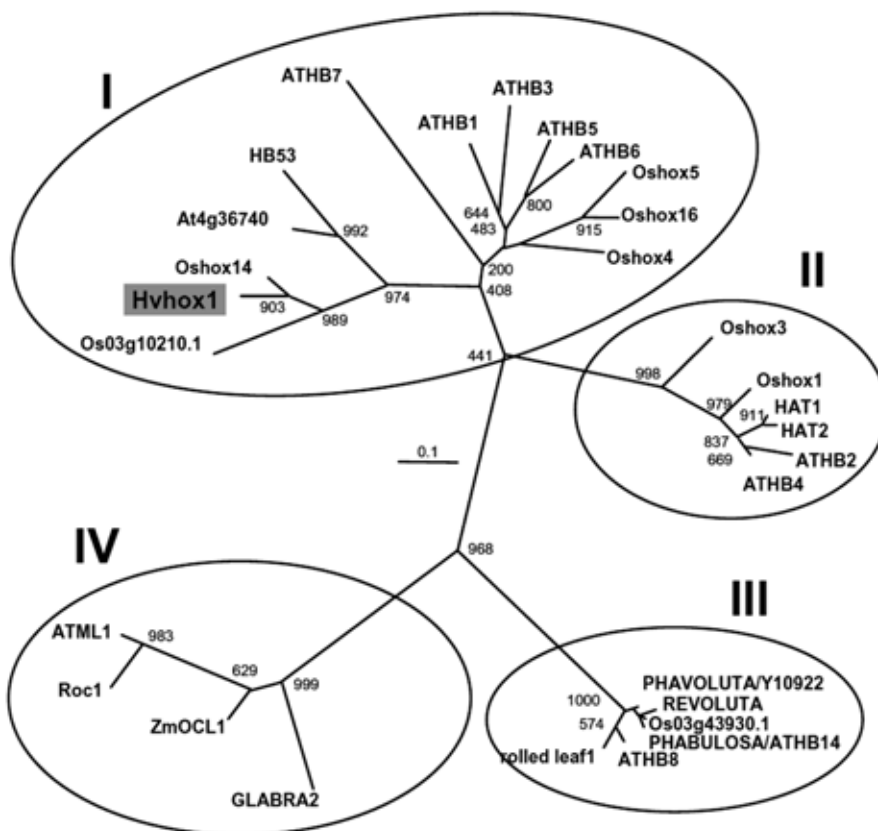 I
ATHB7
ATHB3
ATHB1
ATHB5
ATHB6
HB53
Oshox5
At4g36740
992
644
483
800
915
Oshox16
Oshox4
II
Oshox14
Hvhox1
903
989
974
200
408
Os03g10210.1
441
Oshox3
998
Oshox1
979
911
HAT1
HAT2
837
669
ATHB2
ATHB4
0.1
IV
968
III
ATML1
983
Roc1
629
999
ZmOCL1
GLABRA2
PHAVOLUTA/Y10922
1000
REVOLUTA
574
Os03g43930.1
PHABULOSA/ATHB14
rolled leaf1
ATHB8